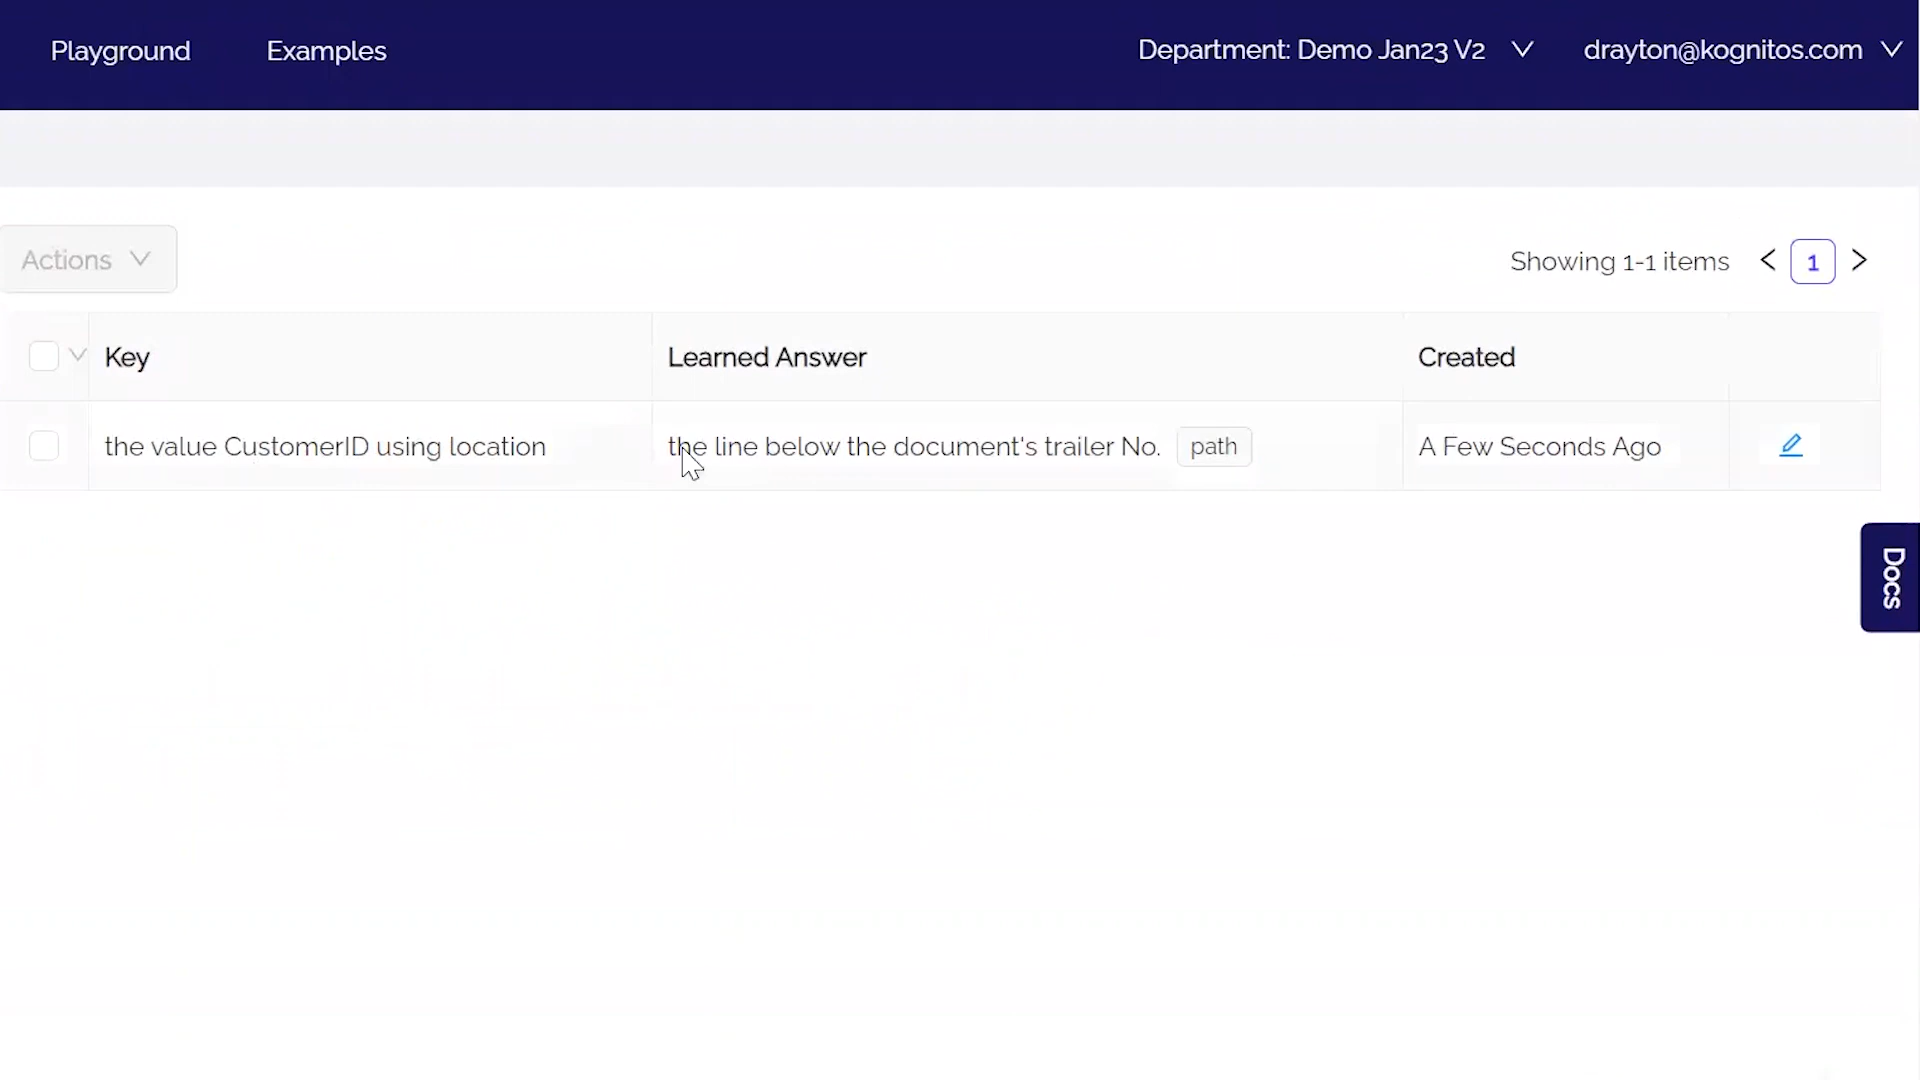 Playground Examples Department: Demo Jan23 V2 drayton@kognitos.com
Actions Showing 1-1 items 1
Key Learned Answer Created
the value CustomerID using location the line below the document's trailer No. path A Few Seconds Ago
Docs